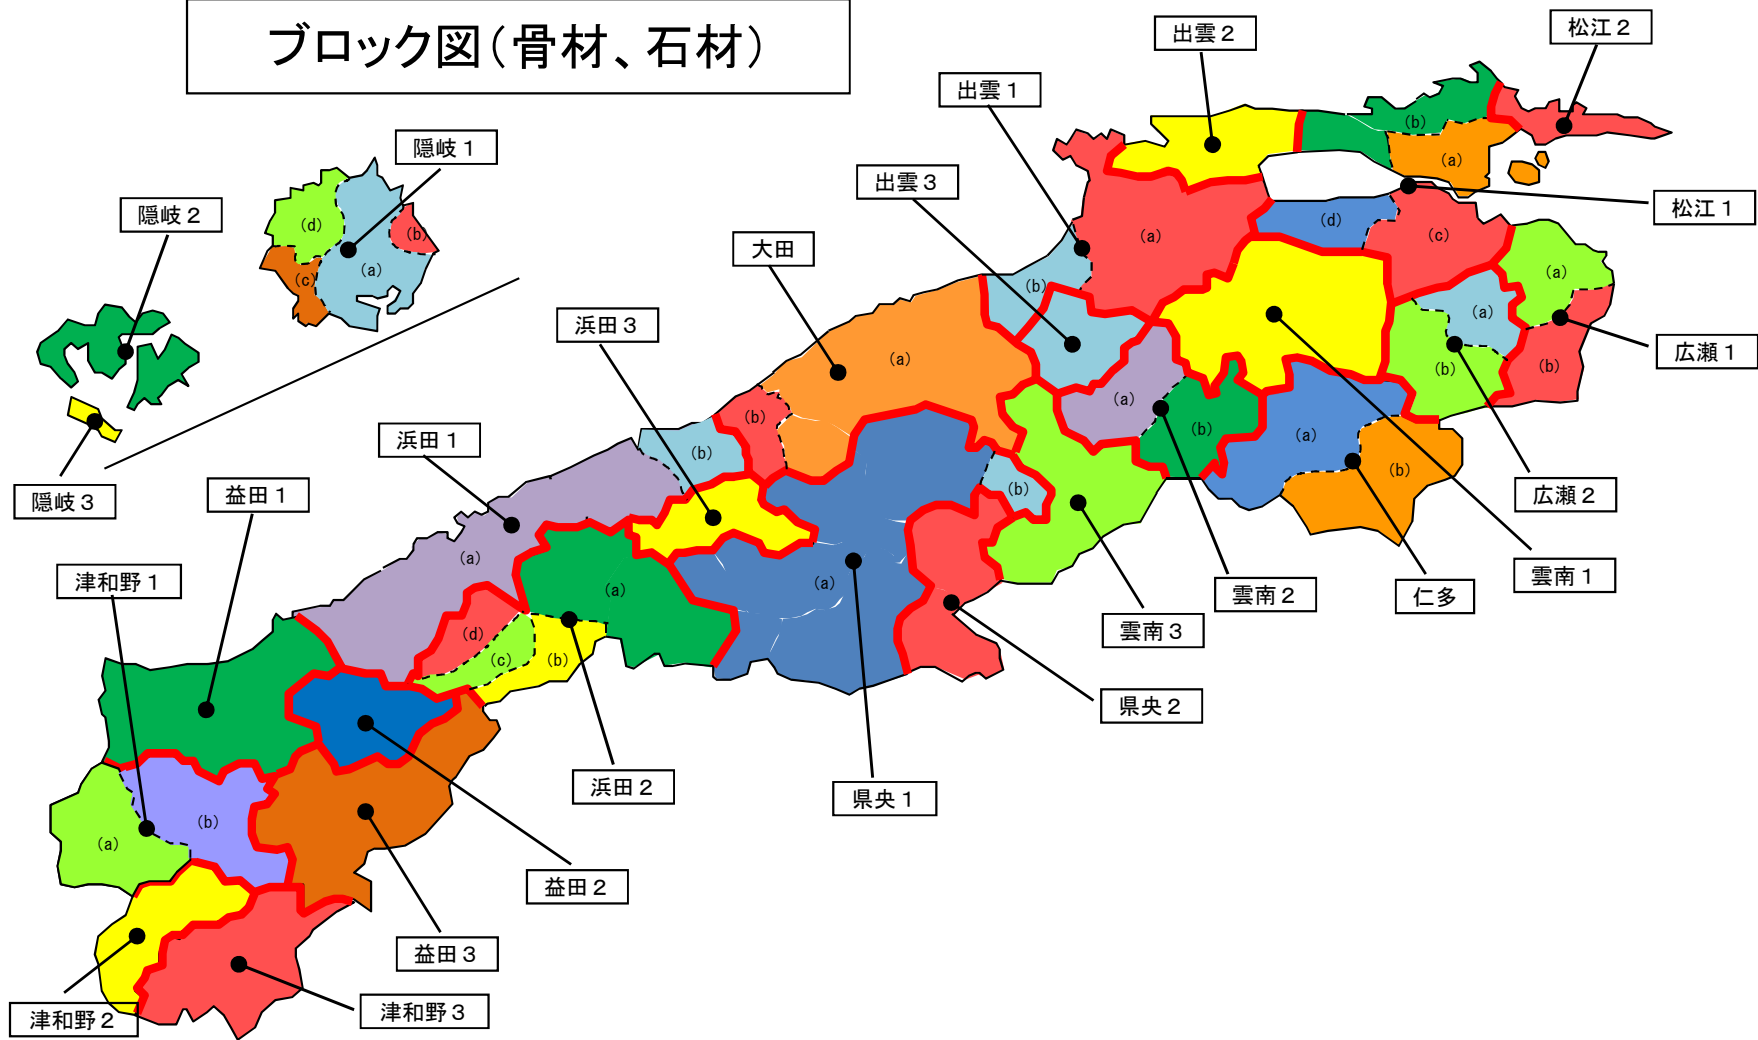 ブロック図（骨材、石材）
出雲２
松江２
出雲１
隠岐１
(b)
(a)
出雲３
隠岐２
松江１
(d)
(b)
(a)
(c)
(d)
(a)
(c)
大田
(a)
(b)
(a)
浜田３
(a)
広瀬１
(a)
(b)
(b)
(a)
(b)
(b)
(a)
浜田１
(b)
(b)
(b)
隠岐３
益田１
広瀬２
(a)
津和野１
(a)
(a)
雲南１
雲南２
仁多
雲南３
(d)
(c)
(b)
県央２
浜田２
県央１
(b)
(a)
益田２
益田３
津和野２
津和野３